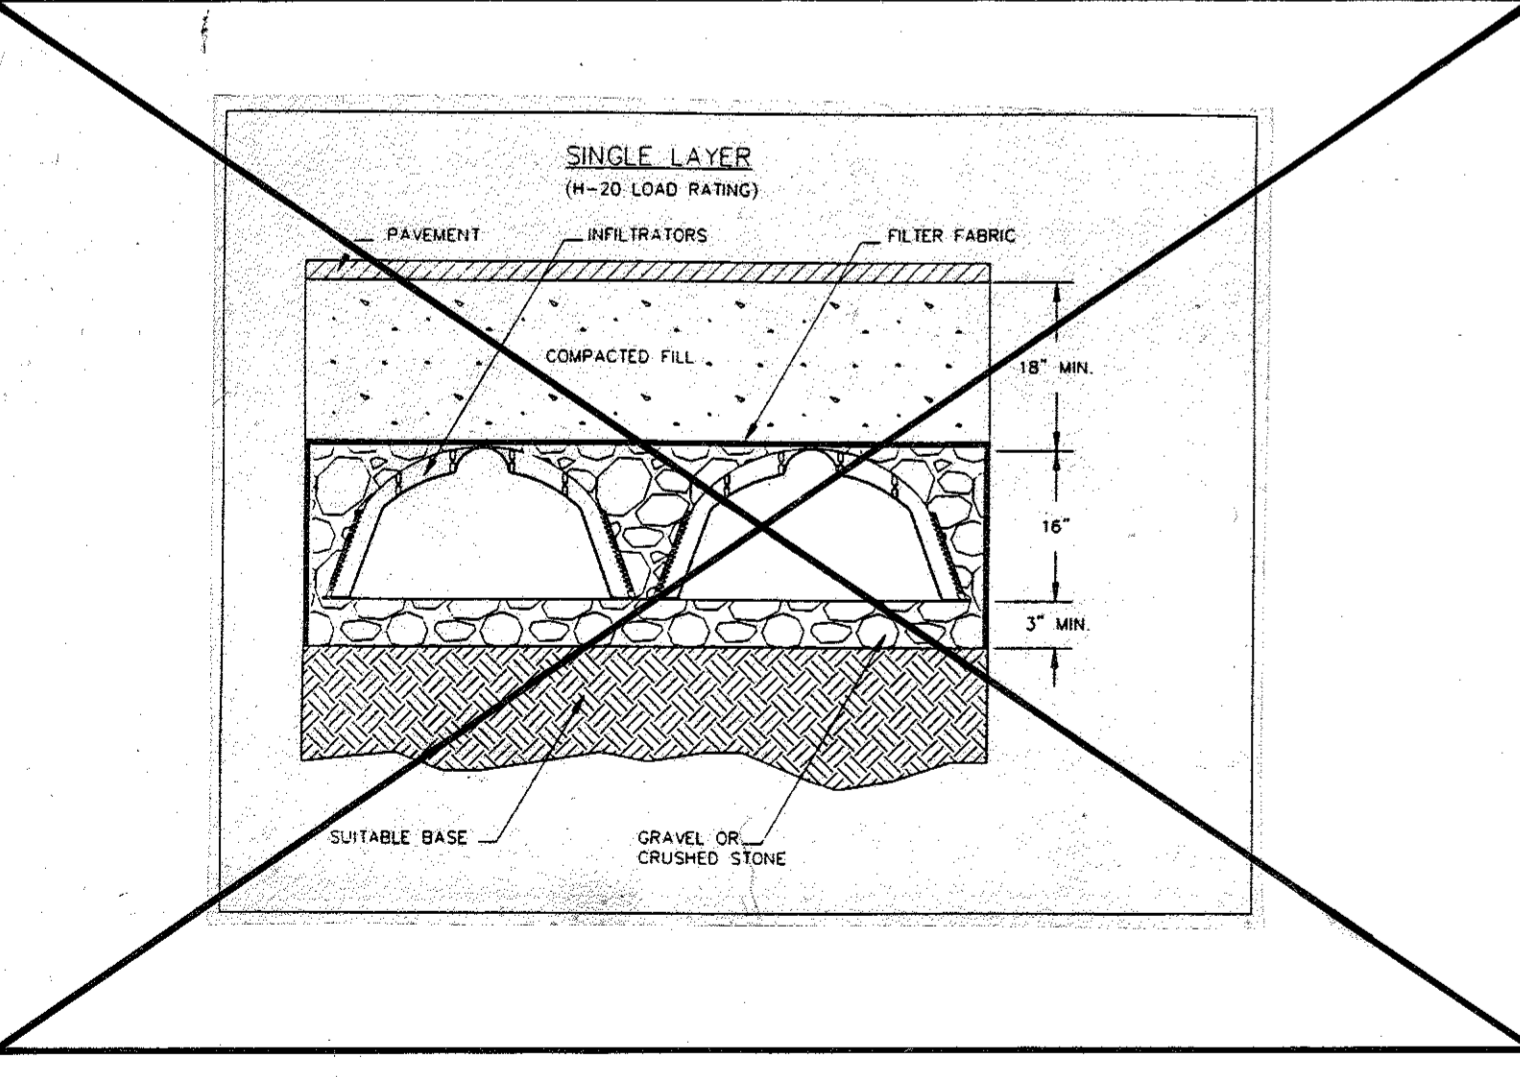 SINGLE LAYER
(H-20 LOAD RATING)
PAVEMENT
INFILTRATORS
FILTER FABRIC
COMPACTED FILL
18" MIN.
16"
3" MIN.
SUITABLE BASE
GRAVEL OR
CRUSHED STONE